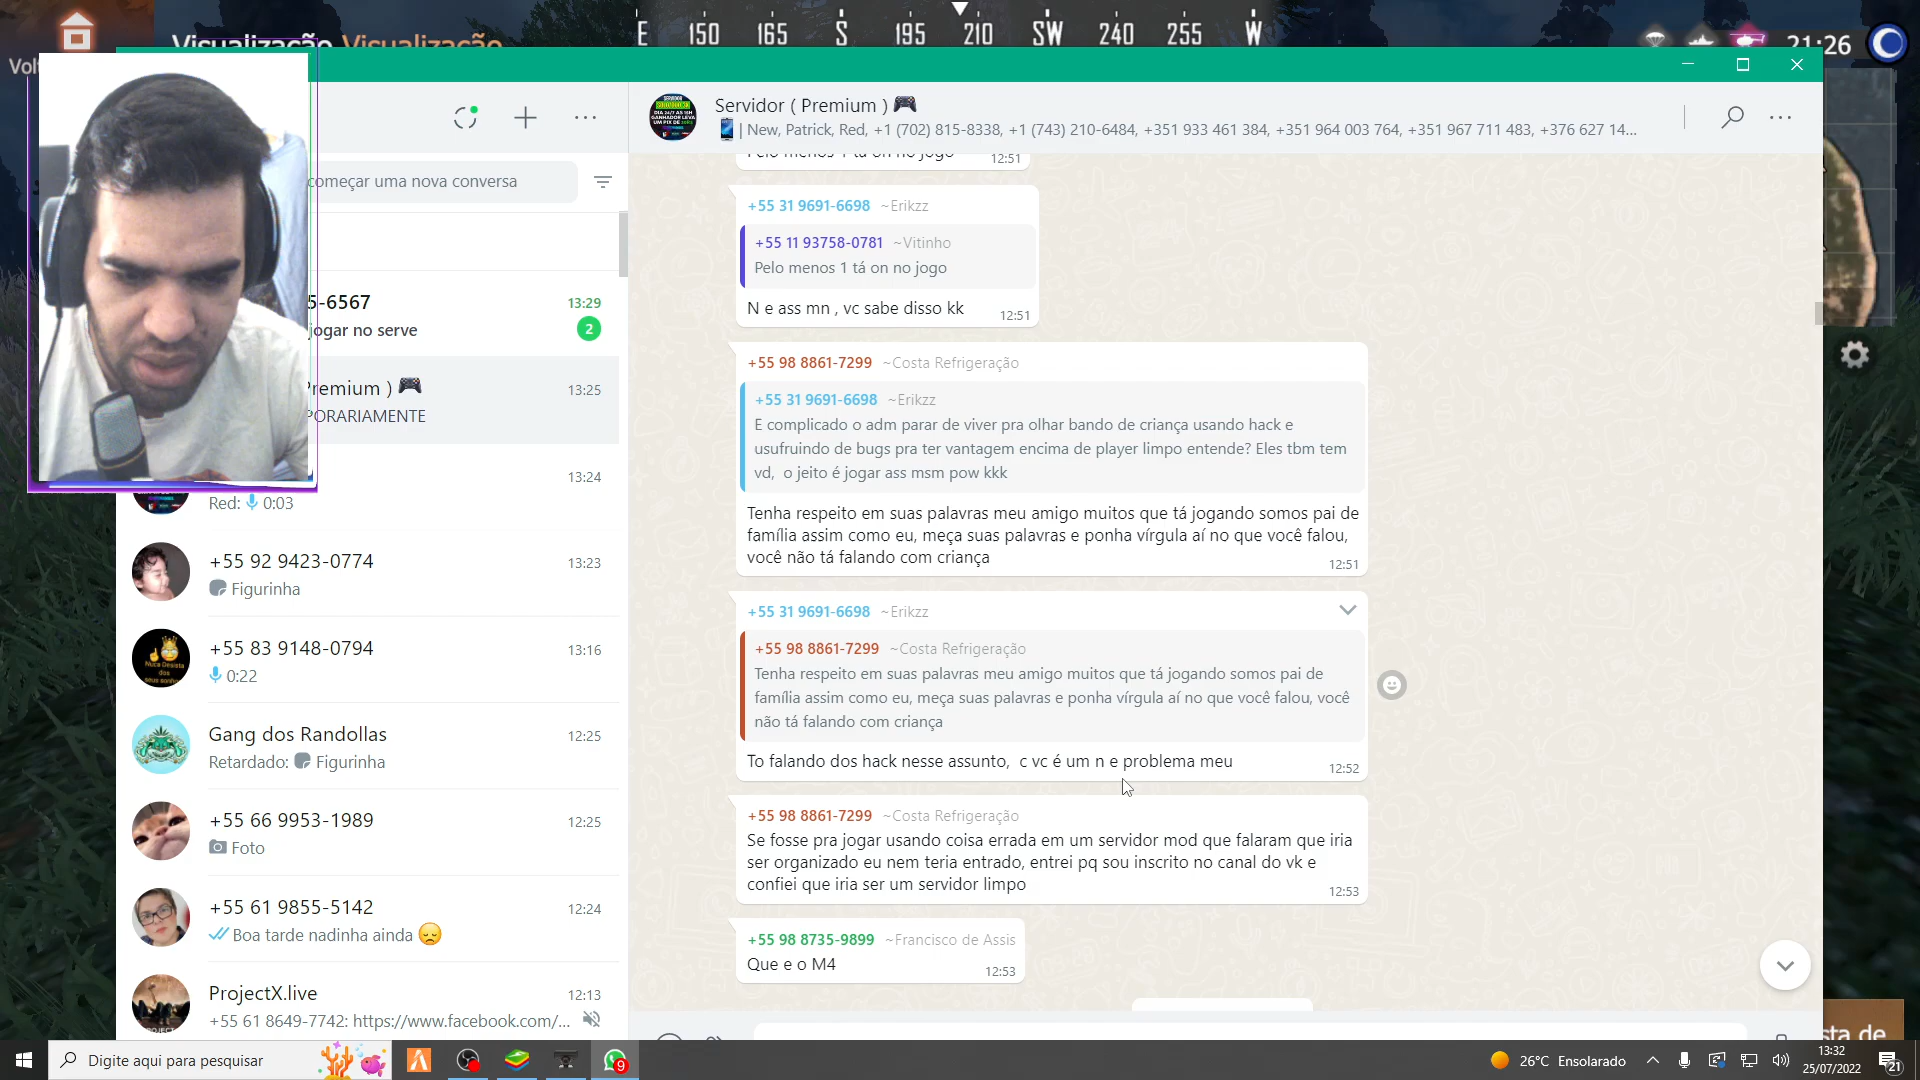 Visualização Visualização
E 150 165 S 195 210 SW 240 255 W
21:26
Servidor ( Premium ) 🎮
📱 | New, Patrick, Red, +1 (702) 815-8338, +1 (743) 210-6484, +351 933 461 384, +351 964 003 764, +351 967 711 483, +376 627 14...
começar uma nova conversa
5-6567
13:29
jogar no serve
2
Premium ) 🎮
13:25
PORARIAMENTE
13:24
Red: 0:03
+55 92 9423-0774
13:23
Figurinha
+55 83 9148-0794
13:16
0:22
Gang dos Randollas
12:25
Retardado: Figurinha
+55 66 9953-1989
12:25
Foto
+55 61 9855-5142
12:24
Boa tarde nadinha ainda 😞
ProjectX.live
12:13
+55 61 8649-7742: https://www.facebook.com/...
Pelo menos 1 tá on no jogo
12:51
+55 31 9691-6698 ~Erikzz
+55 11 93758-0781 ~Vitinho
Pelo menos 1 tá on no jogo
N e ass mn , vc sabe disso kk
12:51
+55 98 8861-7299 ~Costa Refrigeração
+55 31 9691-6698 ~Erikzz
E complicado o adm parar de viver pra olhar bando de criança usando hack e
usufruindo de bugs pra ter vantagem encima de player limpo entende? Eles tbm tem
vd, o jeito é jogar ass msm pow kkk
Tenha respeito em suas palavras meu amigo muitos que tá jogando somos pai de
família assim como eu, meça suas palavras e ponha vírgula aí no que você falou,
você não tá falando com criança
12:51
+55 31 9691-6698 ~Erikzz
+55 98 8861-7299 ~Costa Refrigeração
Tenha respeito em suas palavras meu amigo muitos que tá jogando somos pai de
família assim como eu, meça suas palavras e ponha vírgula aí no que você falou, você
não tá falando com criança
To falando dos hack nesse assunto, c vc é um n e problema meu
12:52
+55 98 8861-7299 ~Costa Refrigeração
Se fosse pra jogar usando coisa errada em um servidor mod que falaram que iria
ser organizado eu nem teria entrado, entrei pq sou inscrito no canal do vk e
confiei que iria ser um servidor limpo
12:53
+55 98 8735-9899 ~Francisco de Assis
Que e o M4
12:53
sta de
Digite aqui para pesquisar
9
26°C Ensolarado
13:32
25/07/2022
21